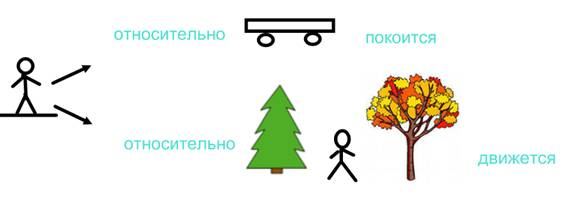 относительно
покоится
относительно
движется